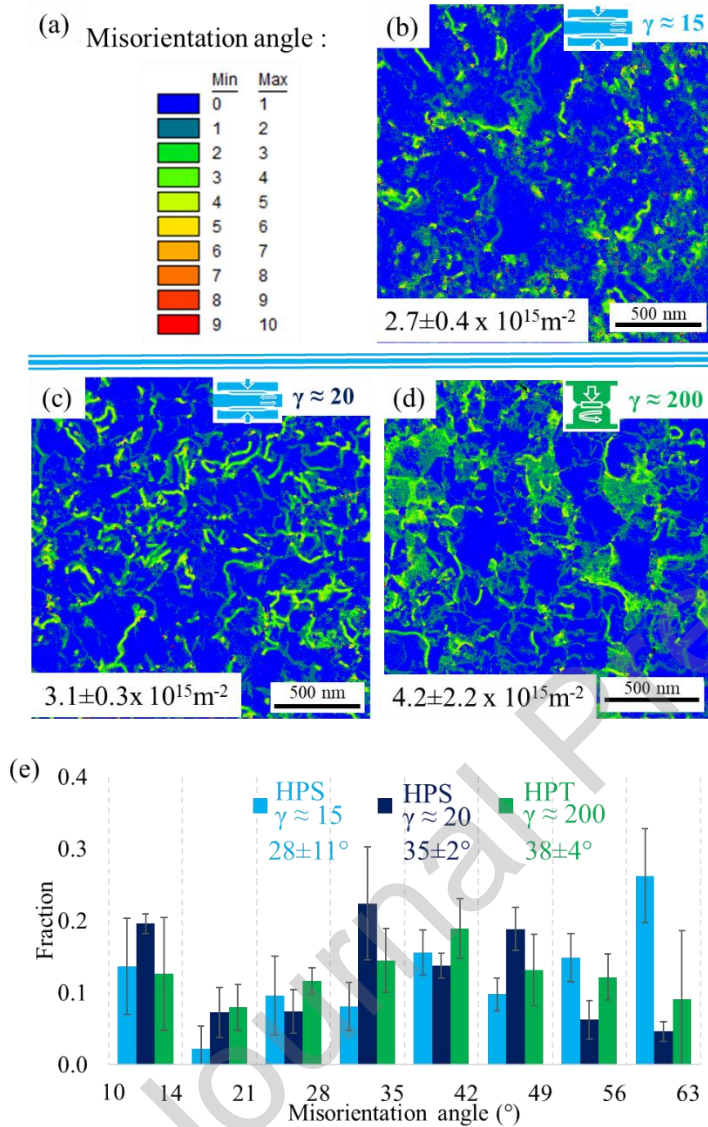 (a)
Misorientation angle :
Min Max
0 1
1 2
2 3
3 4
4 5
5 6
6 7
7 8
8 9
9 10
(b)
γ ≈ 15
2.7±0.4 x 10¹⁵m⁻²
500 nm
(c)
γ ≈ 20
3.1±0.3x 10¹⁵m⁻²
500 nm
(d)
γ ≈ 200
4.2±2.2 x 10¹⁵m⁻²
500 nm
(e)
HPS HPS HPT
γ ≈ 15 γ ≈ 20 γ ≈ 200
28±11° 35±2° 38±4°
Fraction
0.4
0.3
0.2
0.1
0.0
10 14 21 28 35 42 49 56 63
Misorientation angle (°)
Journal Pre